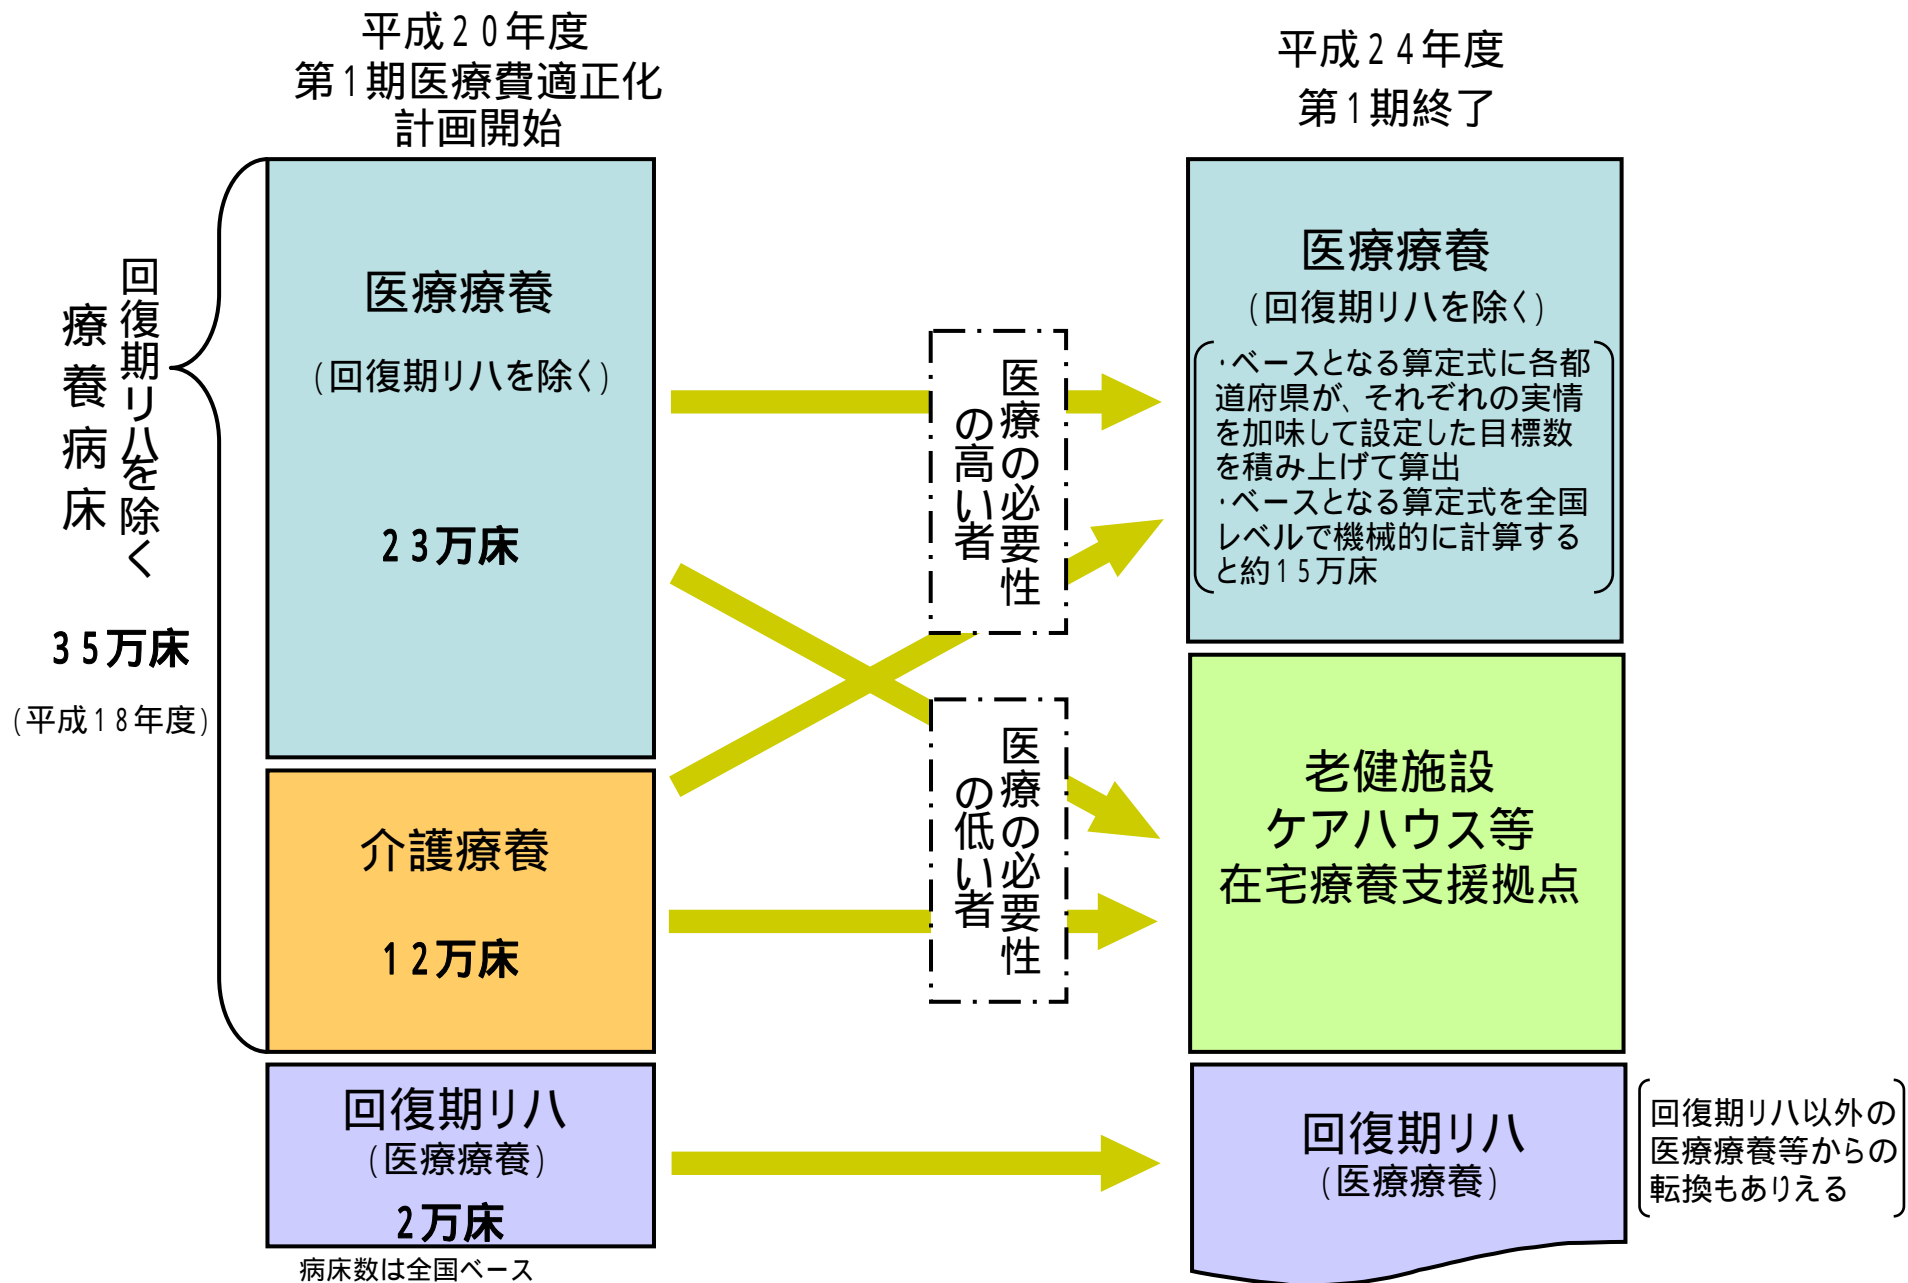 平成20年度
第1期医療費適正化
計画開始
平成24年度
第1期終了
回復期リハを除く
療養病床
35万床
(平成18年度)
医療療養
(回復期リハを除く)
23万床
介護療養
12万床
回復期リハ
(医療療養)
2万床
病床数は全国ベース
医療の必要性
の高い者
医療の必要性
の低い者
医療療養
(回復期リハを除く)
・ベースとなる算定式に各都
道府県が、それぞれの実情
を加味して設定した目標数
を積み上げて算出
・ベースとなる算定式を全国
レベルで機械的に計算する
と約15万床
老健施設
ケアハウス等
在宅療養支援拠点
回復期リハ
(医療療養)
回復期リハ以外の
医療療養等からの
転換もありえる